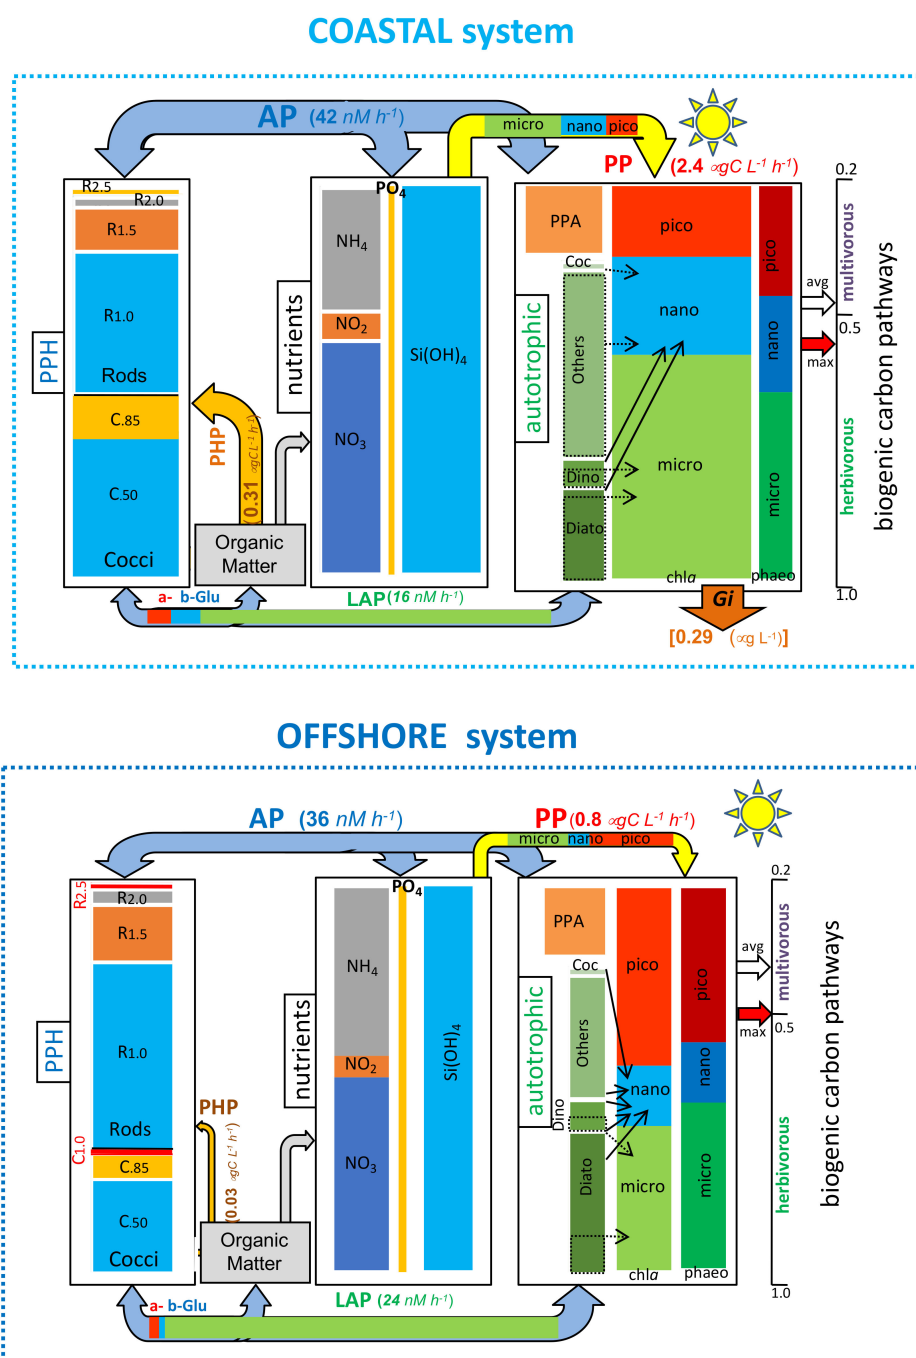 COASTAL system
AP (42 nM h-1)
micro nano pico
PP (2.4 ∝gC L-1 h-1)
0.2
R2.5
R2.0
R1.5
R1.0
Rods
C.85
C.50
Cocci
PPH
PHP
(0.31 ∝gC L-1 h-1)
Organic
Matter
nutrients
PO4
NH4
NO2
NO3
Si(OH)4
autotrophic
PPA
Coc
Others
Dino
Diato
pico
nano
micro
chla
pico
nano
micro
phaeo
avg
max
0.5
1.0
multivorous
herbivorous
biogenic carbon pathways
a- b-Glu
LAP (16 nM h-1)
Gi
[0.29 (∝g L-1)]
OFFSHORE system
AP (36 nM h-1)
PP (0.8 ∝gC L-1 h-1)
micro nano pico
0.2
R2.5
R2.0
R1.5
R1.0
Rods
C1.0
C.85
C.50
Cocci
PPH
PHP
(0.03 ∝gC L-1 h-1)
Organic
Matter
nutrients
PO4
NH4
NO2
NO3
Si(OH)4
autotrophic
PPA
Coc
Others
Dino
Diato
pico
nano
micro
chla
pico
nano
micro
phaeo
avg
max
0.5
1.0
multivorous
herbivorous
biogenic carbon pathways
a- b-Glu
LAP (24 nM h-1)